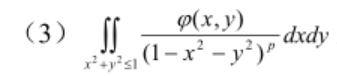 (3) ∬_{x²+y²≤1} φ(x,y)/(1−x²−y²)^p dxdy